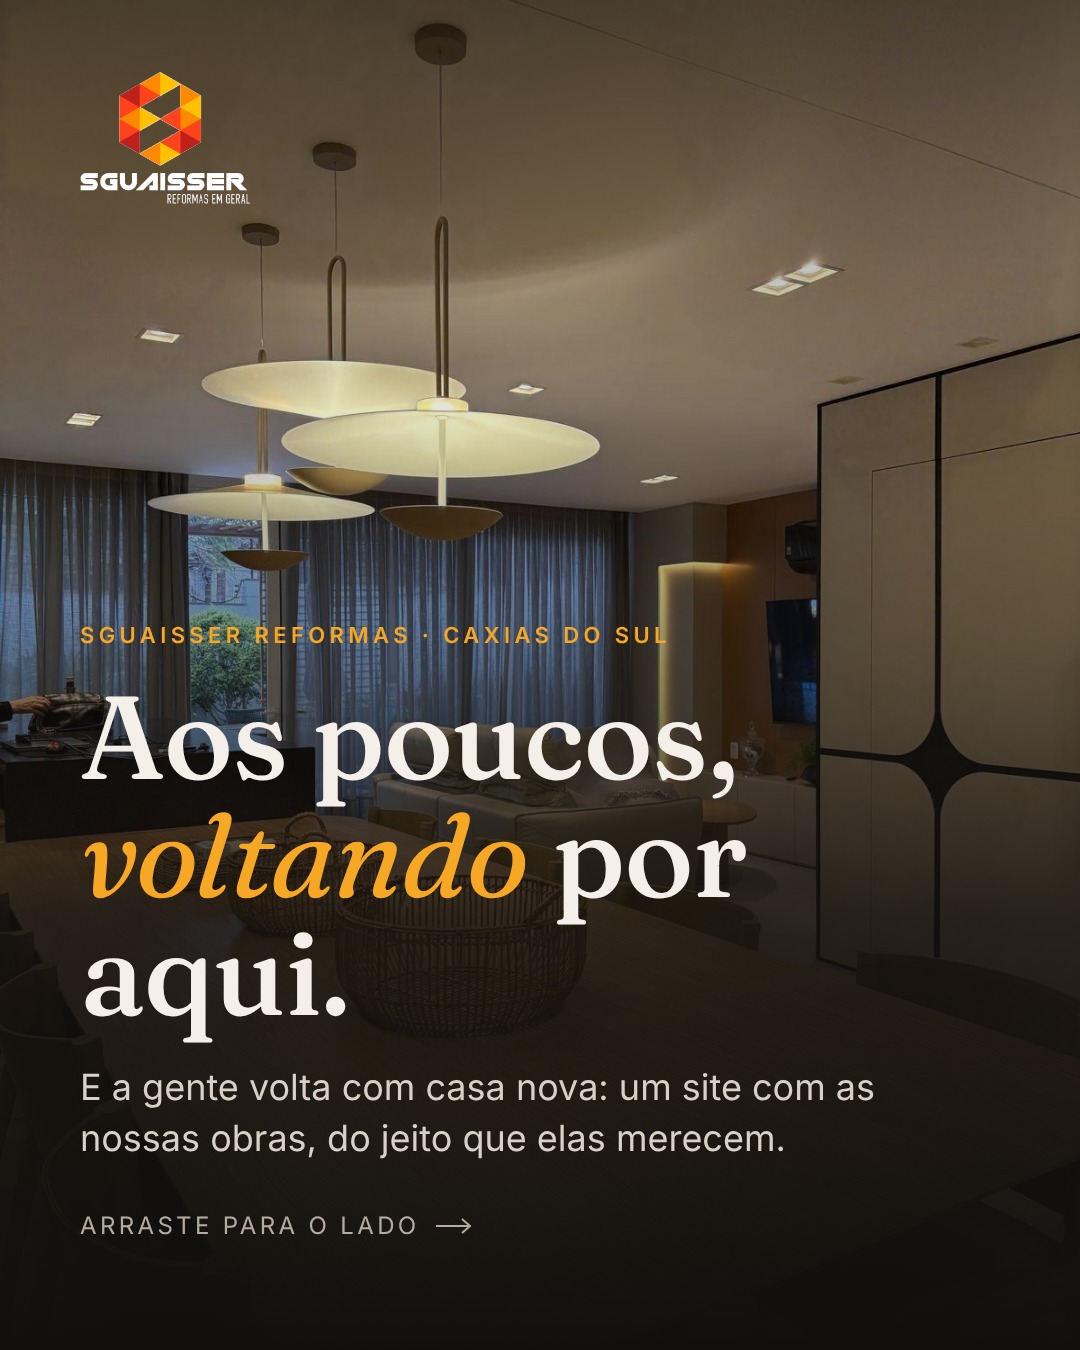 SGUAISSER
REFORMAS EM GERAL
SGUAISSER REFORMAS · CAXIAS DO SUL
Aos poucos,
voltando por
aqui.
E a gente volta com casa nova: um site com as
nossas obras, do jeito que elas merecem.
ARRASTE PARA O LADO →